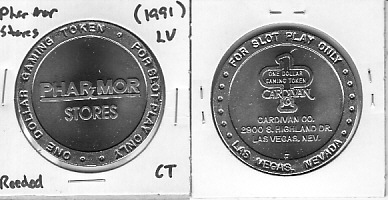 Phar mor
Stores
(1991)
LV
ONE DOLLAR GAMING TOKEN • FOR SLOT PLAY ONLY
PHAR-MOR
STORES
Reeded
CT
FOR SLOT PLAY ONLY
ONE DOLLAR
GAMING TOKEN
CARDIVAN
CARDIVAN CO.
2900 S. HIGHLAND DR.
LAS VEGAS, NEV.
LAS VEGAS, NEVADA